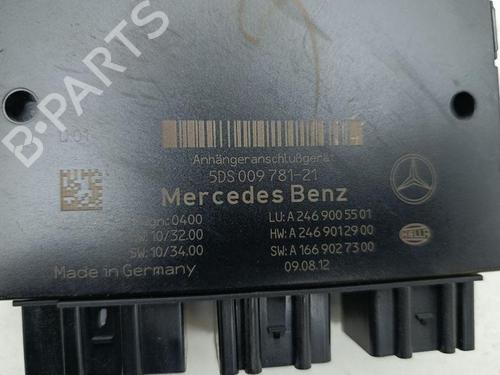 B-PARTS
Anhängeranschlußgerät
5DS 009 781-21
Mercedes Benz
LU: A 246 900 55 01
HW: A 246 901 29 00
SW: A 166 902 73 00
09.08.12
0400
10/32.00
SW: 10/34.00
Made in Germany
HELLA